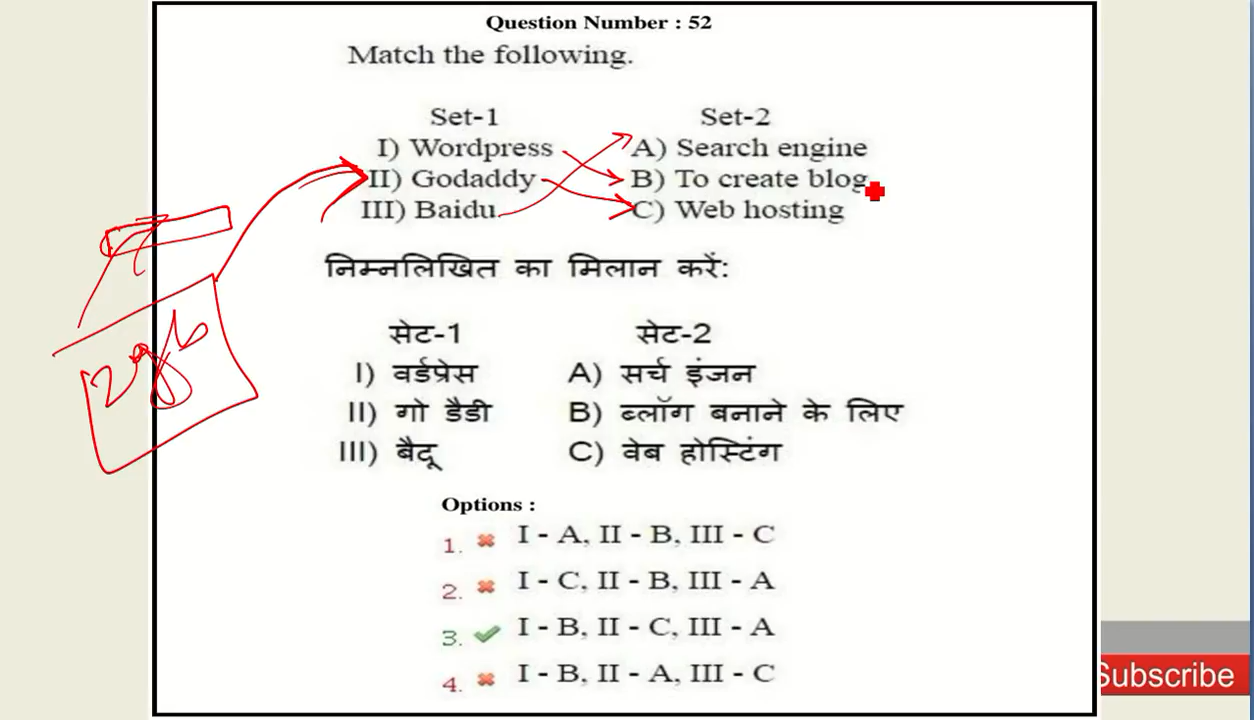 Question Number : 52
Match the following.
Set-1 Set-2
I) Wordpress A) Search engine
II) Godaddy B) To create blog
III) Baidu C) Web hosting
निम्नलिखित का मिलान करें:
सेट-1 सेट-2
I) वर्डप्रेस A) सर्च इंजन
II) गो डैडी B) ब्लॉग बनाने के लिए
III) बैदू C) वेब होस्टिंग
2gb
Options :
1. I - A, II - B, III - C
2. I - C, II - B, III - A
3. I - B, II - C, III - A
4. I - B, II - A, III - C
Subscribe